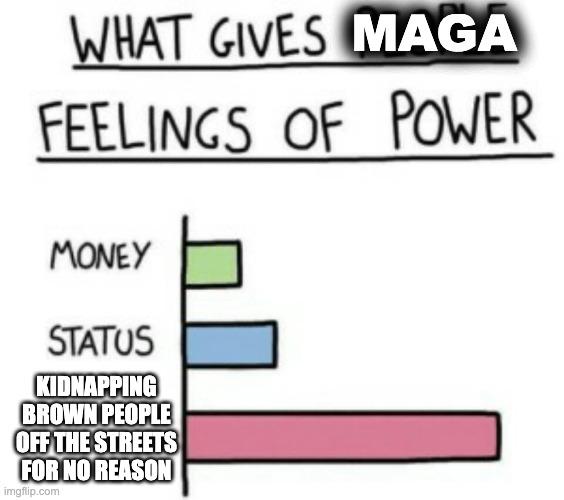 WHAT GIVES MAGA
FEELINGS OF POWER
MONEY
STATUS
KIDNAPPING
BROWN PEOPLE
OFF THE STREETS
FOR NO REASON
imgflip.com